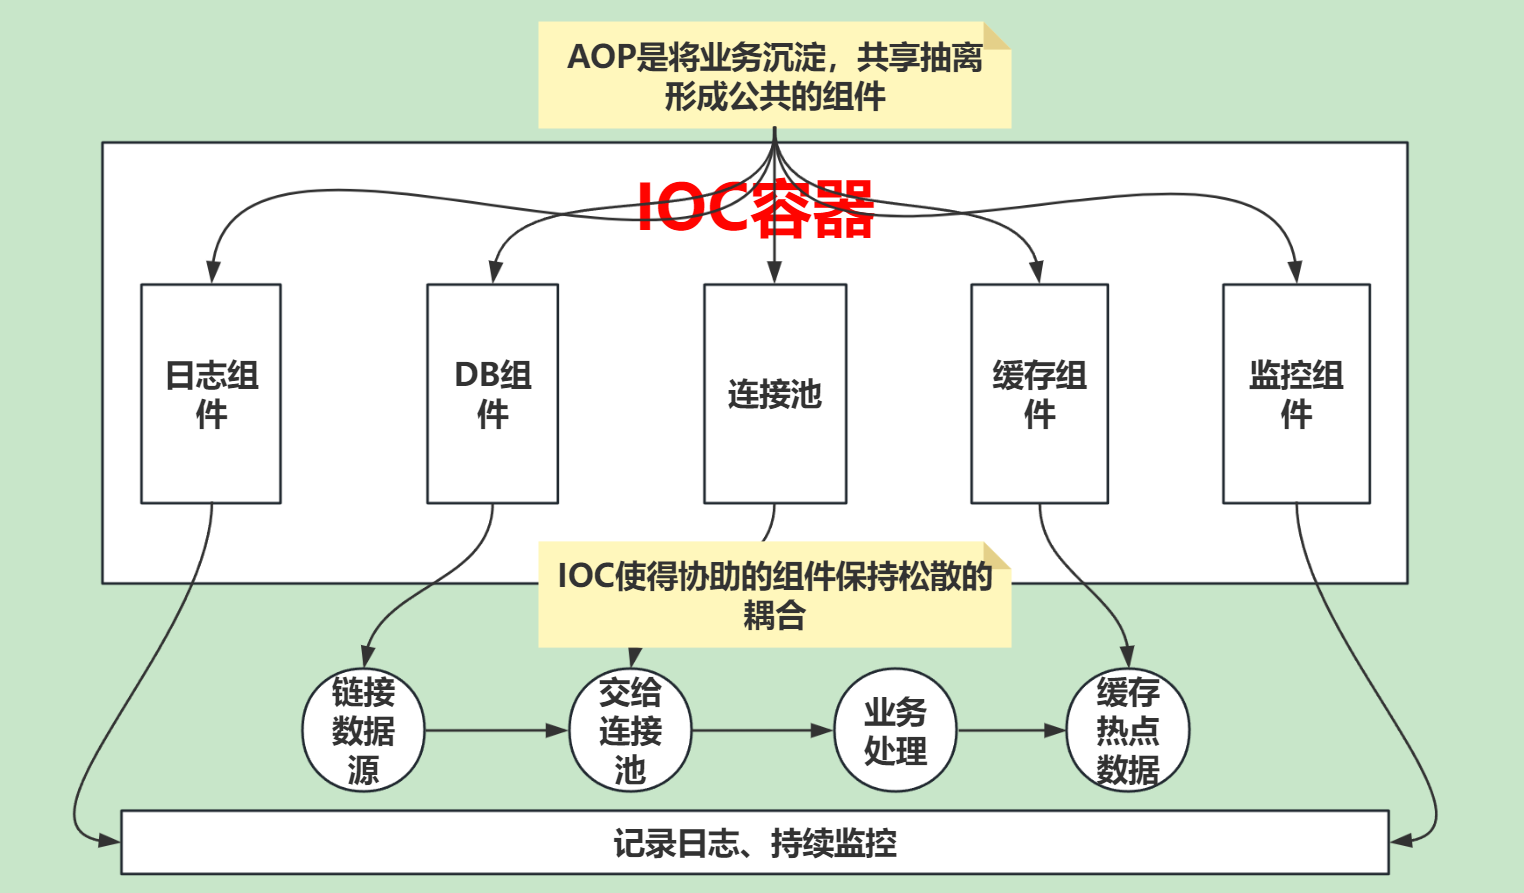 AOP是将业务沉淀，共享抽离
形成公共的组件
IOC容器
日志组
件
DB组
件
连接池
缓存组
件
监控组
件
IOC使得协助的组件保持松散的
耦合
链接
数据
源
交给
连接
池
业务
处理
缓存
热点
数据
记录日志、持续监控